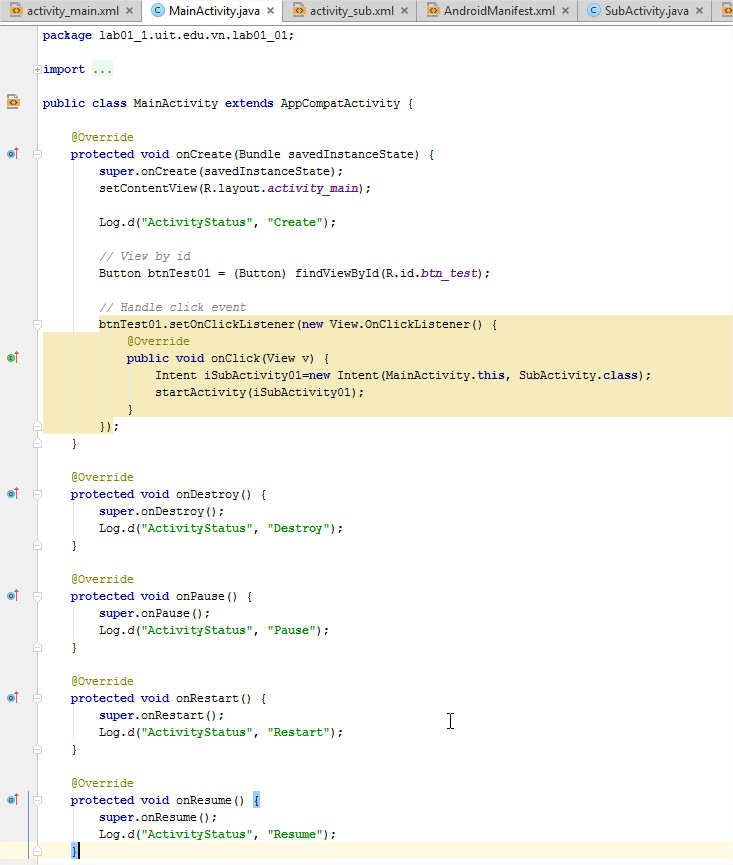 activity_main.xml MainActivity.java activity_sub.xml AndroidManifest.xml SubActivity.java
package lab01_1.uit.edu.vn.lab01_01;
import ...
public class MainActivity extends AppCompatActivity {
@Override
protected void onCreate(Bundle savedInstanceState) {
super.onCreate(savedInstanceState);
setContentView(R.layout.activity_main);
Log.d("ActivityStatus", "Create");
// View by id
Button btnTest01 = (Button) findViewById(R.id.btn_test);
// Handle click event
btnTest01.setOnClickListener(new View.OnClickListener() {
@Override
public void onClick(View v) {
Intent iSubActivity01=new Intent(MainActivity.this, SubActivity.class);
startActivity(iSubActivity01);
}
});
}
@Override
protected void onDestroy() {
super.onDestroy();
Log.d("ActivityStatus", "Destroy");
}
@Override
protected void onPause() {
super.onPause();
Log.d("ActivityStatus", "Pause");
}
@Override
protected void onRestart() {
super.onRestart();
Log.d("ActivityStatus", "Restart");
}
@Override
protected void onResume() {
super.onResume();
Log.d("ActivityStatus", "Resume");
}